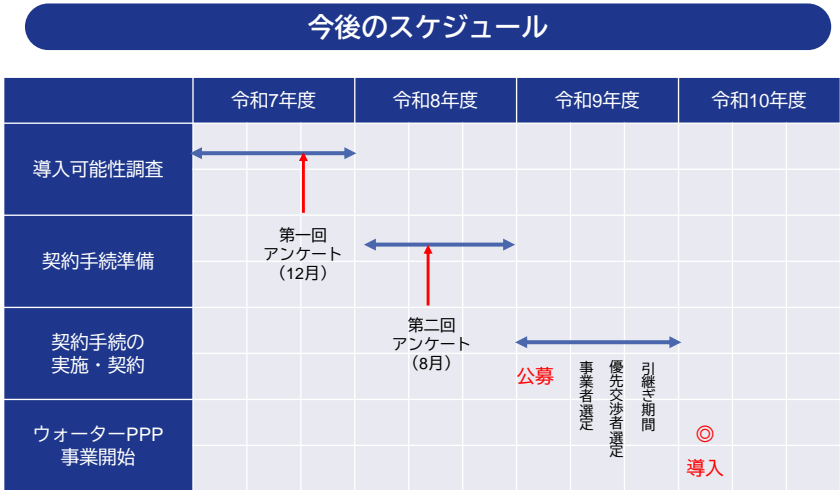 今後のスケジュール
令和7年度
令和8年度
令和9年度
令和10年度
導入可能性調査
第一回
アンケート
（12月）
契約手続準備
第二回
アンケート
（8月）
契約手続の
実施・契約
公募
事業者選定
優先交渉者選定
引継ぎ期間
ウォーターPPP
事業開始
◎
導入